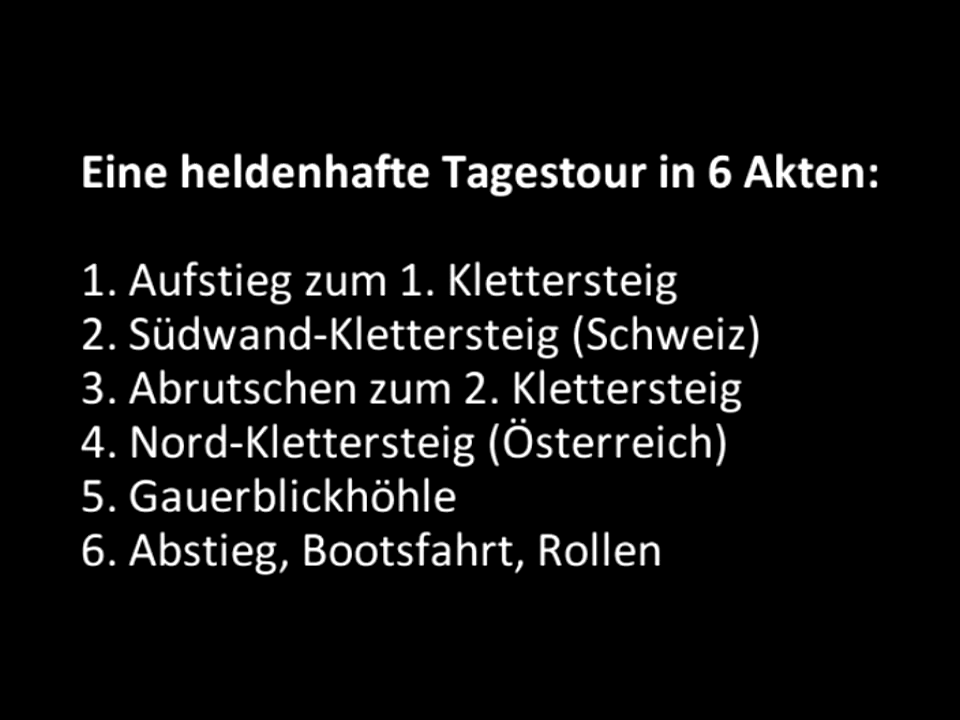 Eine heldenhafte Tagestour in 6 Akten:
1. Aufstieg zum 1. Klettersteig
2. Südwand-Klettersteig (Schweiz)
3. Abrutschen zum 2. Klettersteig
4. Nord-Klettersteig (Österreich)
5. Gauerblickhöhle
6. Abstieg, Bootsfahrt, Rollen